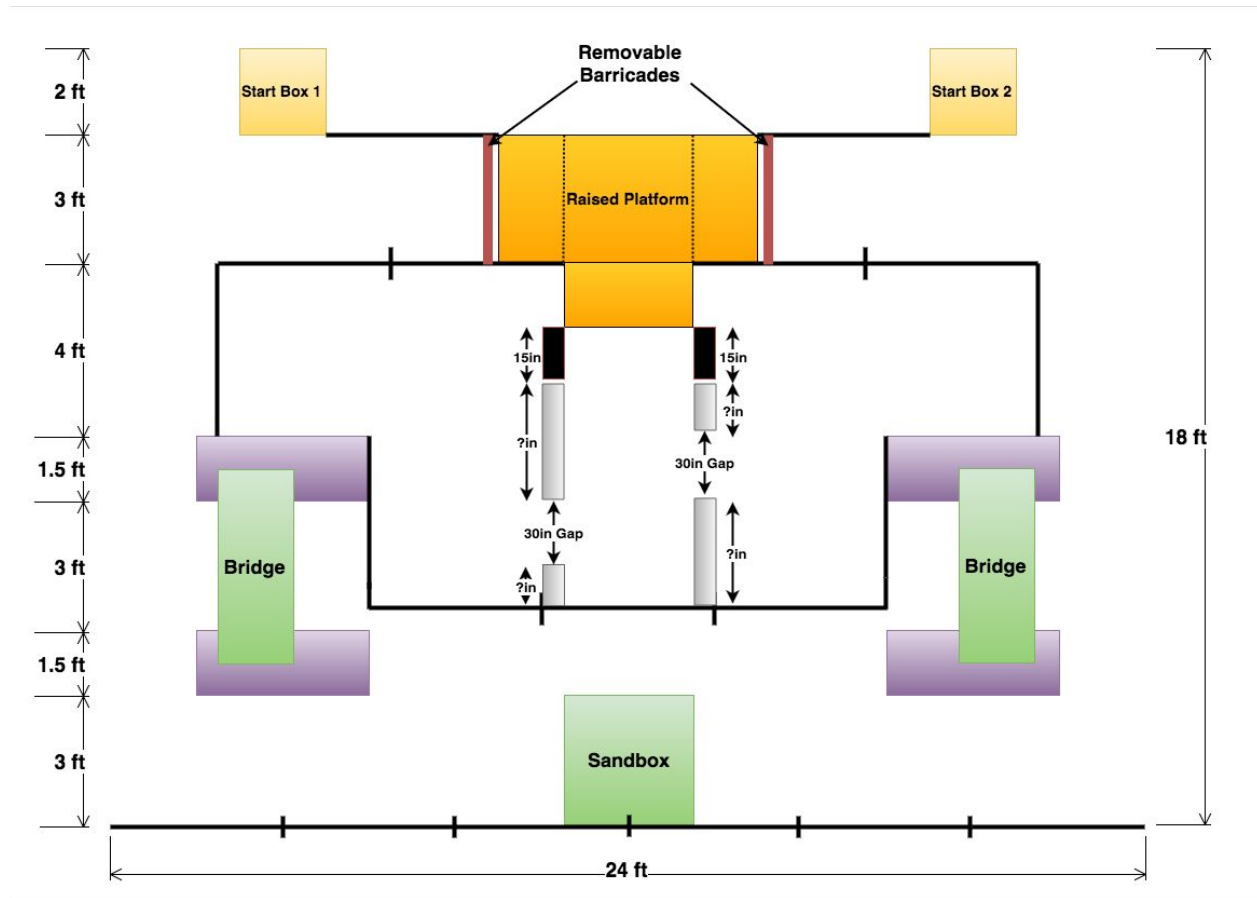 Removable
Barricades
2 ft
Start Box 1
Start Box 2
3 ft
Raised Platform
4 ft
15in
15in
?in
?in
18 ft
1.5 ft
30in Gap
30in Gap
?in
3 ft
Bridge
Bridge
?in
1.5 ft
3 ft
Sandbox
24 ft